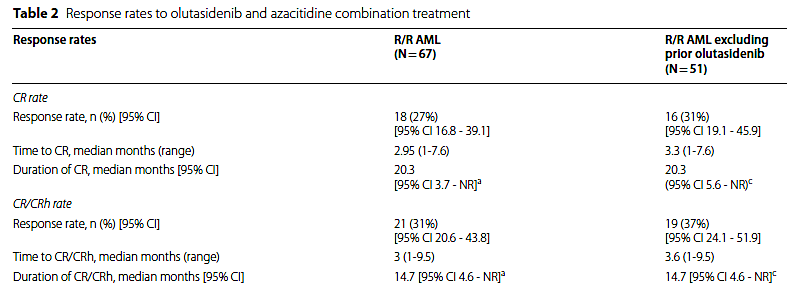 Table 2 Response rates to olutasidenib and azacitidine combination treatment
Response rates R/R AML R/R AML excluding
(N=67) prior olutasidenib
(N=51)
CR rate
Response rate, n (%) [95% CI] 18 (27%) 16 (31%)
[95% CI 16.8 - 39.1] [95% CI 19.1 - 45.9]
Time to CR, median months (range) 2.95 (1-7.6) 3.3 (1-7.6)
Duration of CR, median months [95% CI] 20.3 20.3
[95% CI 3.7 - NR]a (95% CI 5.6 - NR)c
CR/CRh rate
Response rate, n (%) [95% CI] 21 (31%) 19 (37%)
[95% CI 20.6 - 43.8] [95% CI 24.1 - 51.9]
Time to CR/CRh, median months (range) 3 (1-9.5) 3.6 (1-9.5)
Duration of CR/CRh, median months [95% CI] 14.7 [95% CI 4.6 - NR]a 14.7 [95% CI 4.6 - NR]c